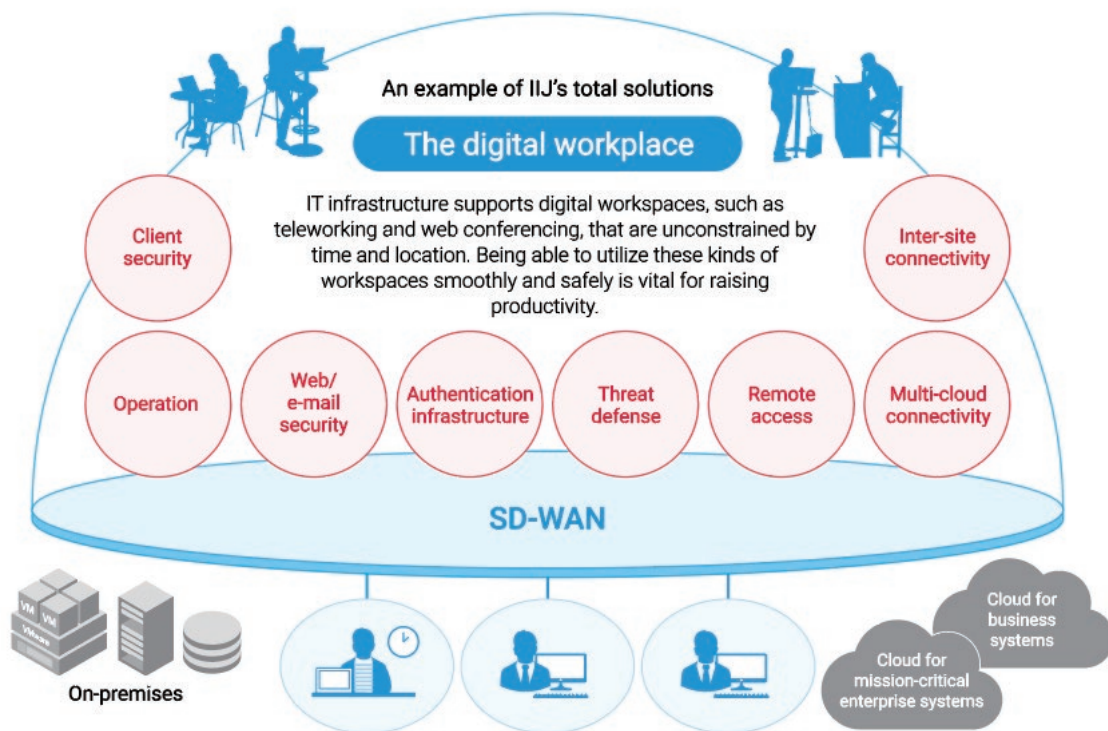 An example of IIJ's total solutions
The digital workplace
IT infrastructure supports digital workspaces, such as
teleworking and web conferencing, that are unconstrained by
time and location. Being able to utilize these kinds of
workspaces smoothly and safely is vital for raising
productivity.
Client
security
Inter-site
connectivity
Operation
Web/
e-mail
security
Authentication
infrastructure
Threat
defense
Remote
access
Multi-cloud
connectivity
SD-WAN
VM
VM
VMware
On-premises
Cloud for
business
systems
Cloud for
mission-critical
enterprise systems